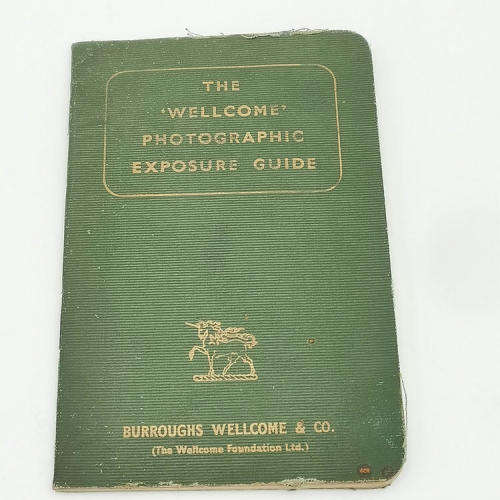 THE
'WELLCOME'
PHOTOGRAPHIC
EXPOSURE GUIDE
BURROUGHS WELLCOME & CO.
(The Wellcome Foundation Ltd.)